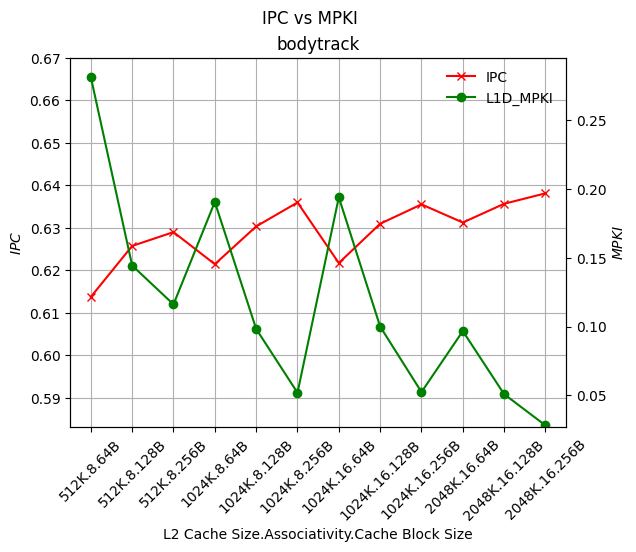 IPC vs MPKI
bodytrack
IPC
L1D_MPKI
0.67
0.66
0.65
0.64
0.63
0.62
0.61
0.60
0.59
IPC
0.25
0.20
0.15
0.10
0.05
MPKI
512K.8.64B
512K.8.128B
512K.8.256B
1024K.8.64B
1024K.8.128B
1024K.8.256B
1024K.16.64B
1024K.16.128B
1024K.16.256B
2048K.16.64B
2048K.16.128B
2048K.16.256B
L2 Cache Size.Associativity.Cache Block Size